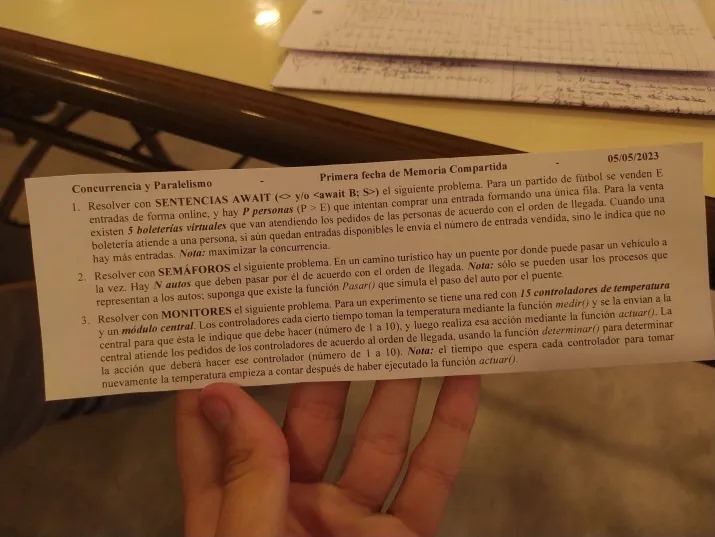 Concurrencia y Paralelismo - Primera fecha de Memoria Compartida - 05/05/2023
1. Resolver con SENTENCIAS AWAIT (<> y/o <await B; S>) el siguiente problema. Para un partido de fútbol se venden E
entradas de forma online, y hay P personas (P > E) que intentan comprar una entrada formando una única fila. Para la venta
existen 5 boleterías virtuales que van atendiendo los pedidos de las personas de acuerdo con el orden de llegada. Cuando una
boletería atiende a una persona, si aún quedan entradas disponibles le envía el número de entrada vendida, sino le indica que no
hay más entradas. Nota: maximizar la concurrencia.
2. Resolver con SEMÁFOROS el siguiente problema. En un camino turístico hay un puente por donde puede pasar un vehículo a
la vez. Hay N autos que deben pasar por él de acuerdo con el orden de llegada. Nota: sólo se pueden usar los procesos que
representan a los autos; suponga que existe la función Pasar() que simula el paso del auto por el puente.
3. Resolver con MONITORES el siguiente problema. Para un experimento se tiene una red con 15 controladores de temperatura
y un módulo central. Los controladores cada cierto tiempo toman la temperatura mediante la función medir() y se la envían a la
central para que ésta le indique que debe hacer (número de 1 a 10), y luego realiza esa acción mediante la función actuar(). La
central atiende los pedidos de los controladores de acuerdo al orden de llegada, usando la función determinar() para determinar
la acción que deberá hacer ese controlador (número de 1 a 10). Nota: el tiempo que espera cada controlador para tomar
nuevamente la temperatura empieza a contar después de haber ejecutado la función actuar().